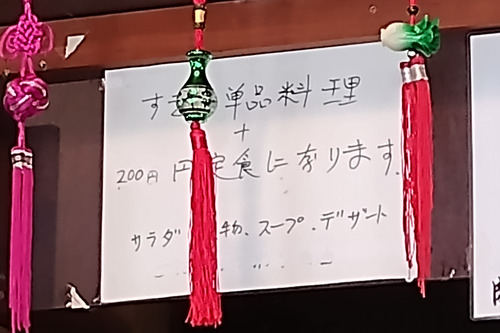 す 単品料理
+
200円 円定食になります。
サラダ 物、スープ、デザート